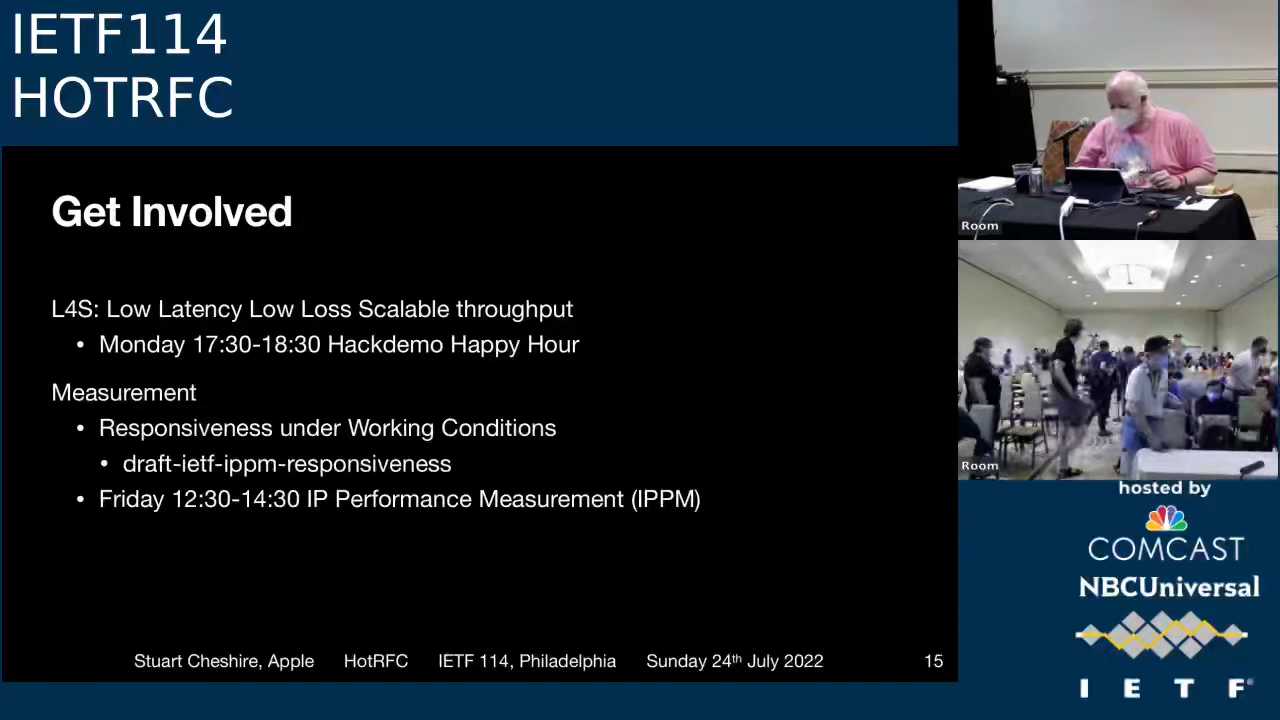 IETF114
HOTRFC
Get Involved
L4S: Low Latency Low Loss Scalable throughput
• Monday 17:30-18:30 Hackdemo Happy Hour
Measurement
• Responsiveness under Working Conditions
• draft-ietf-ippm-responsiveness
• Friday 12:30-14:30 IP Performance Measurement (IPPM)
Stuart Cheshire, Apple HotRFC IETF 114, Philadelphia Sunday 24th July 2022 15
Room
Room
hosted by
COMCAST
NBCUniversal
I E T F®